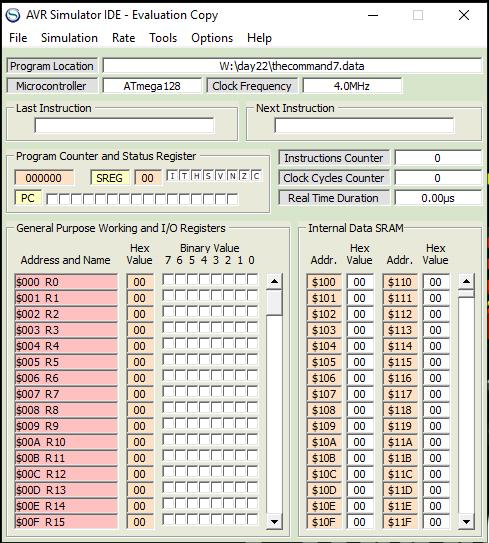 AVR Simulator IDE - Evaluation Copy
File Simulation Rate Tools Options Help
Program Location W:\day22\thecommand7.data
Microcontroller ATmega128 Clock Frequency 4.0MHz
Last Instruction Next Instruction
Program Counter and Status Register
000000 SREG 00 I T H S V N Z C
PC
Instructions Counter 0
Clock Cycles Counter 0
Real Time Duration 0.00µs
General Purpose Working and I/O Registers
Hex Binary Value
Address and Name Value 7 6 5 4 3 2 1 0
$000 R0 00
$001 R1 00
$002 R2 00
$003 R3 00
$004 R4 00
$005 R5 00
$006 R6 00
$007 R7 00
$008 R8 00
$009 R9 00
$00A R10 00
$00B R11 00
$00C R12 00
$00D R13 00
$00E R14 00
$00F R15 00
Internal Data SRAM
Hex Hex
Addr. Value Addr. Value
$100 00 $110 00
$101 00 $111 00
$102 00 $112 00
$103 00 $113 00
$104 00 $114 00
$105 00 $115 00
$106 00 $116 00
$107 00 $117 00
$108 00 $118 00
$109 00 $119 00
$10A 00 $11A 00
$10B 00 $11B 00
$10C 00 $11C 00
$10D 00 $11D 00
$10E 00 $11E 00
$10F 00 $11F 00